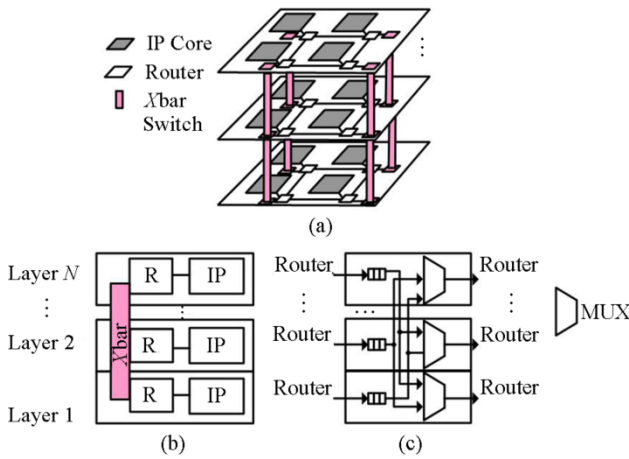 IP Core
Router
Xbar
Switch
...
(a)
Layer N
...
Layer 2
Layer 1
R
IP
...
R
IP
R
IP
Xbar
(b)
Router
Router
...
...
...
Router
Router
Router
Router
MUX
(c)